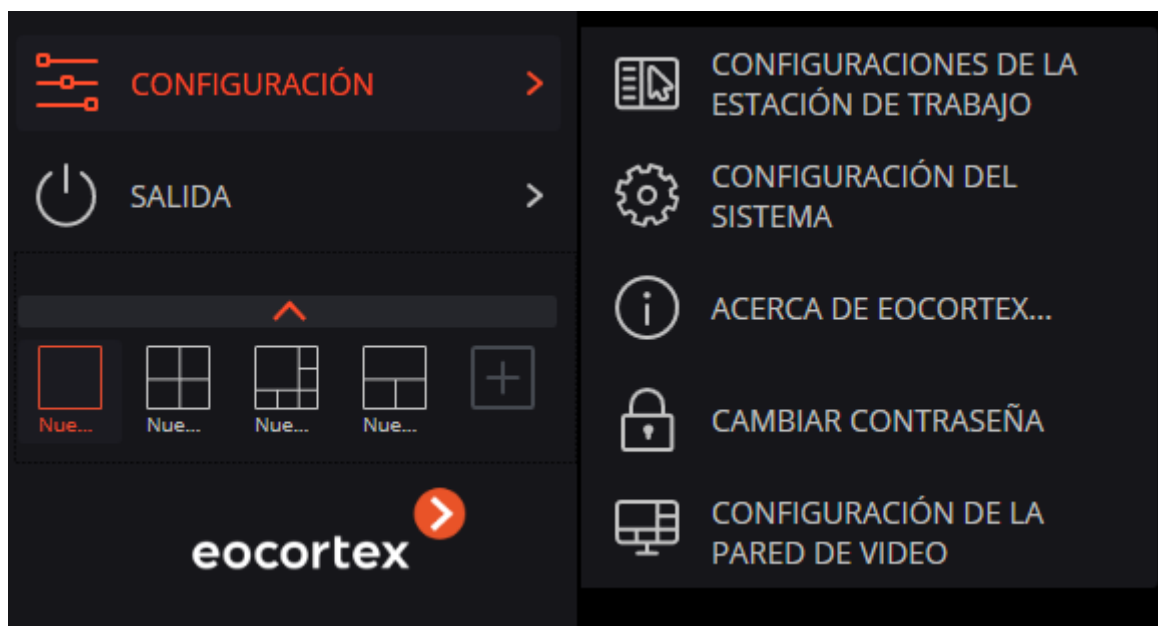 CONFIGURACIÓN
SALIDA
Nue...
Nue...
Nue...
Nue...
eocortex
CONFIGURACIONES DE LA
ESTACIÓN DE TRABAJO
CONFIGURACIÓN DEL
SISTEMA
ACERCA DE EOCORTEX...
CAMBIAR CONTRASEÑA
CONFIGURACIÓN DE LA
PARED DE VIDEO